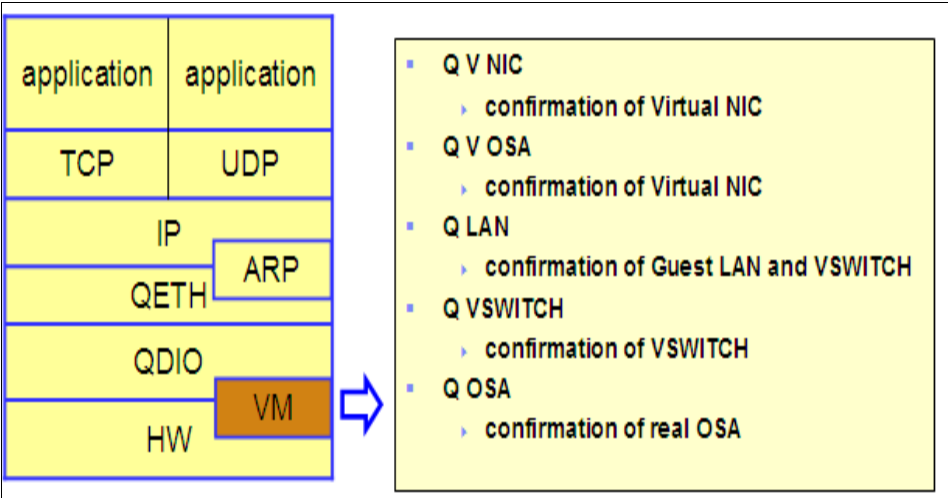 application application
TCP UDP
IP
ARP
QETH
QDIO
VM
HW
Q V NIC
confirmation of Virtual NIC
Q V OSA
confirmation of Virtual NIC
Q LAN
confirmation of Guest LAN and VSWITCH
Q VSWITCH
confirmation of VSWITCH
Q OSA
confirmation of real OSA